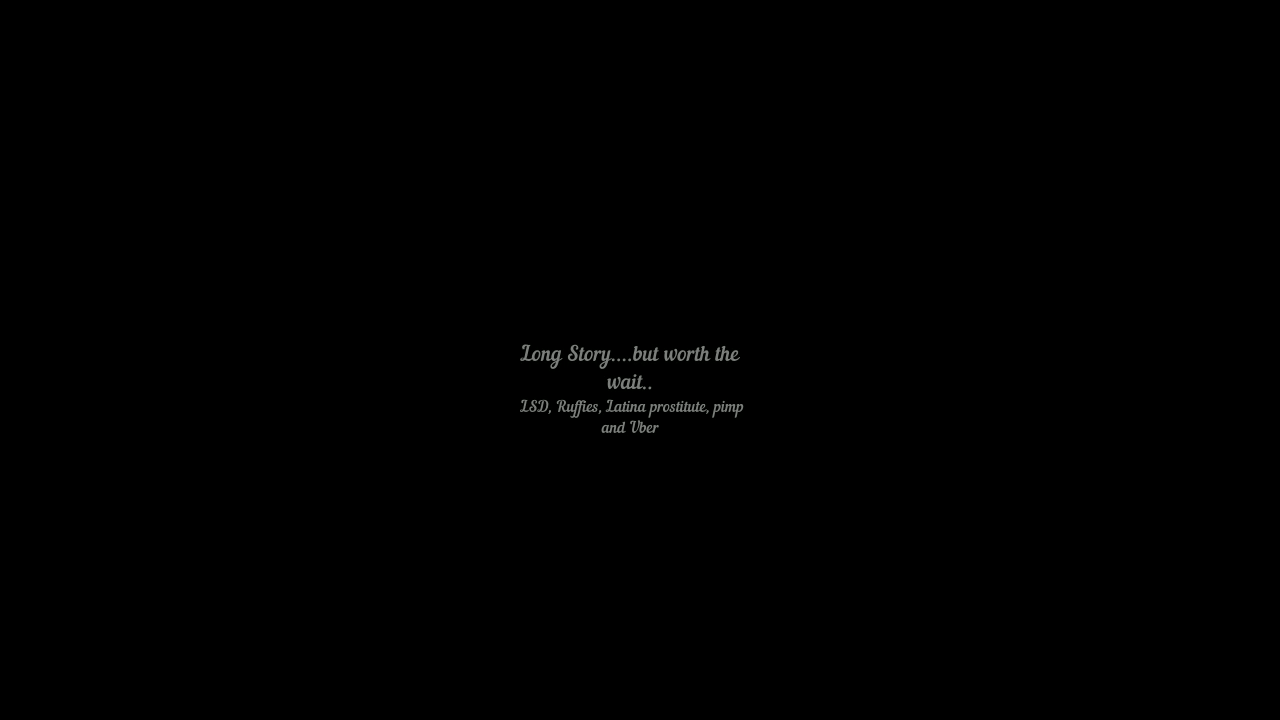 Long Story....but worth the
wait..
LSD, Ruffies, Latina prostitute, pimp
and Uber